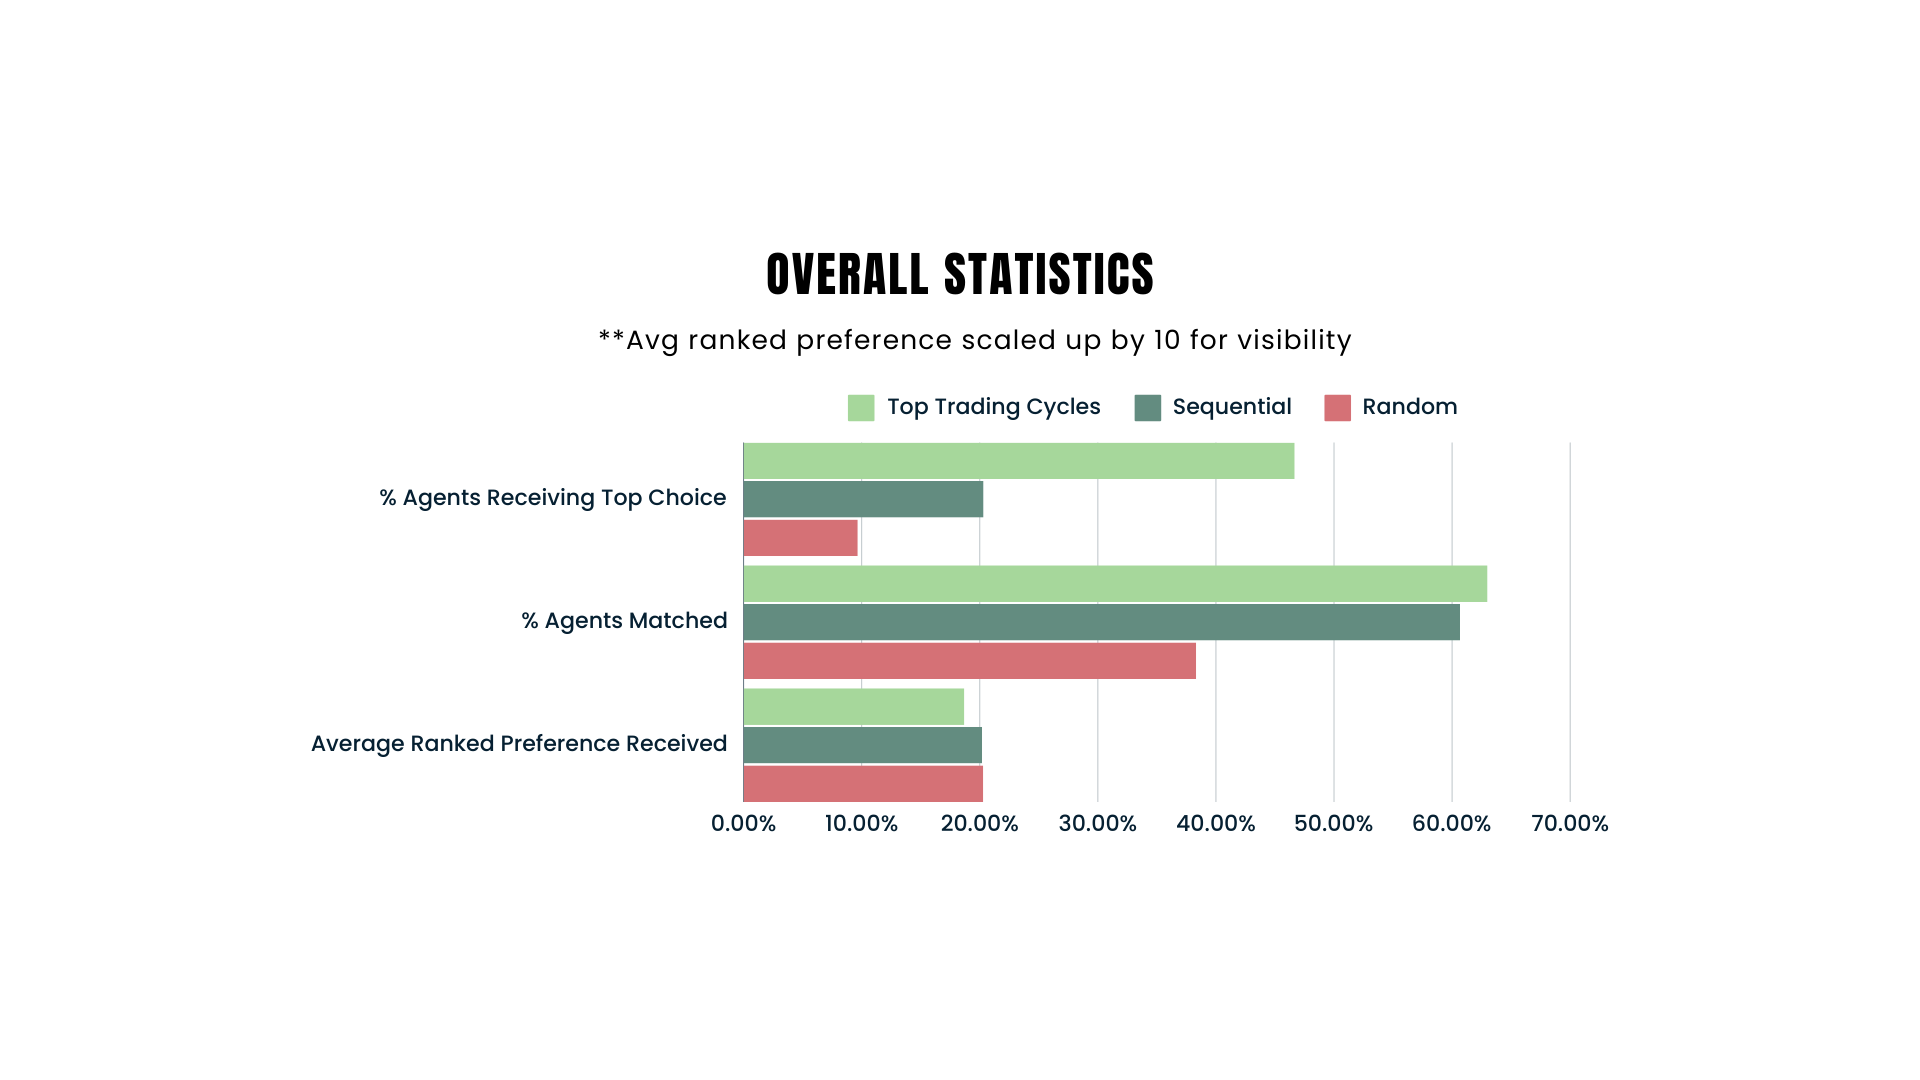 OVERALL STATISTICS
**Avg ranked preference scaled up by 10 for visibility
Top Trading Cycles Sequential Random
% Agents Receiving Top Choice
% Agents Matched
Average Ranked Preference Received
0.00% 10.00% 20.00% 30.00% 40.00% 50.00% 60.00% 70.00%